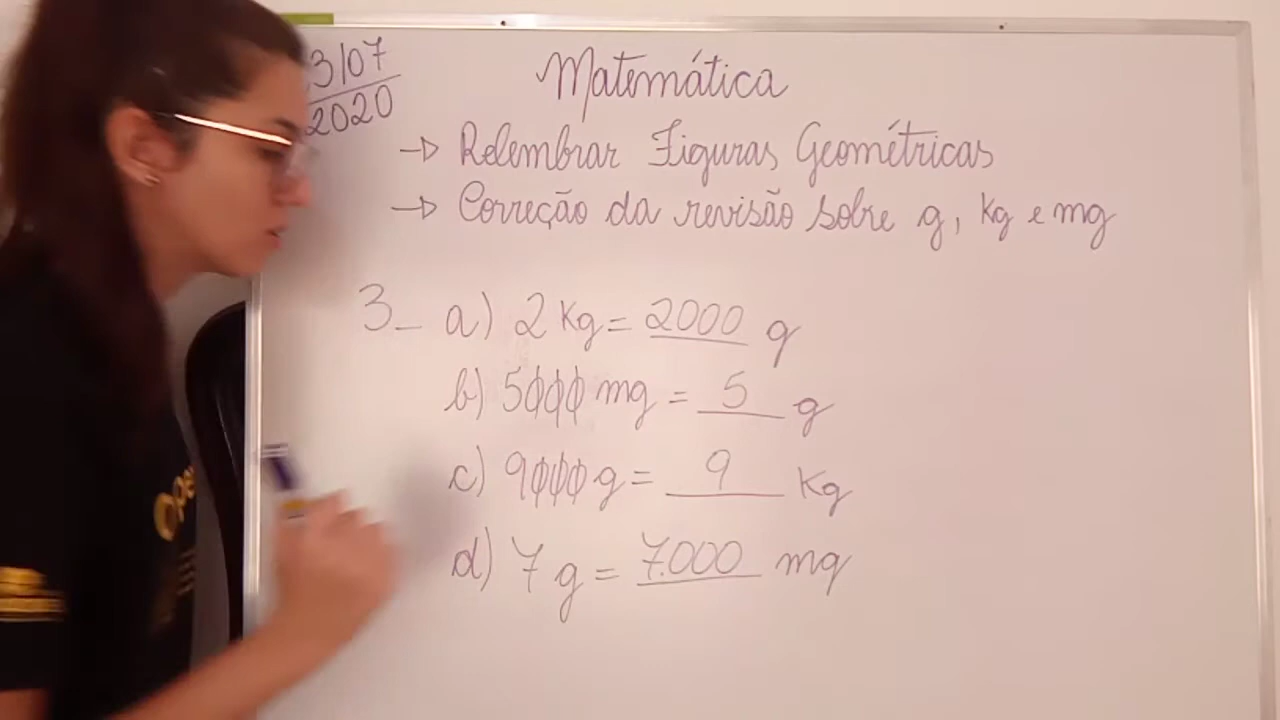 3/07
2020
Matemática
→ Relembrar Figuras Geométricas
→ Correção da revisão sobre g, Kg e mg
3_ a) 2 Kg = 2000 g
b) 5000 mg = 5 g
c) 9000 g = 9 Kg
d) 7 g = 7.000 mg